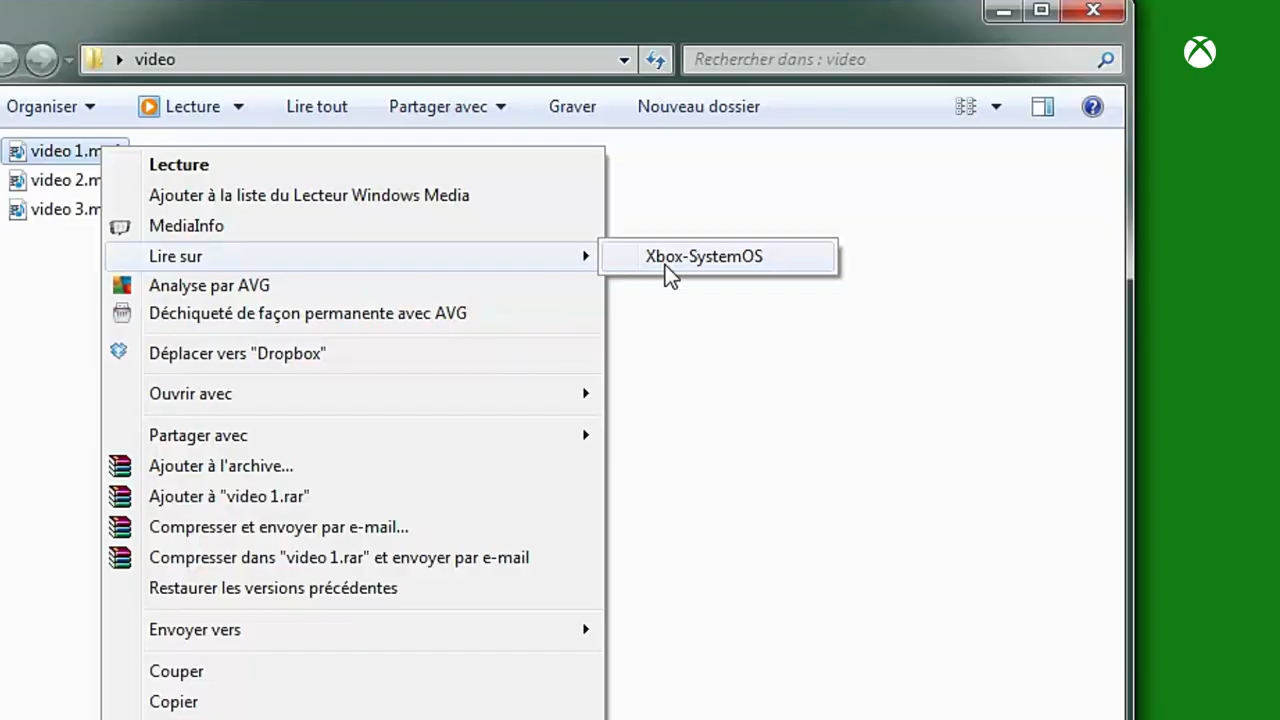 video
Rechercher dans : video
Organiser
Lecture
Lire tout
Partager avec
Graver
Nouveau dossier
video 1.m
video 2.m
video 3.m
Lecture
Ajouter à la liste du Lecteur Windows Media
MediaInfo
Lire sur
Xbox-SystemOS
Analyse par AVG
Déchiqueté de façon permanente avec AVG
Déplacer vers "Dropbox"
Ouvrir avec
Partager avec
Ajouter à l'archive...
Ajouter à "video 1.rar"
Compresser et envoyer par e-mail...
Compresser dans "video 1.rar" et envoyer par e-mail
Restaurer les versions précédentes
Envoyer vers
Couper
Copier